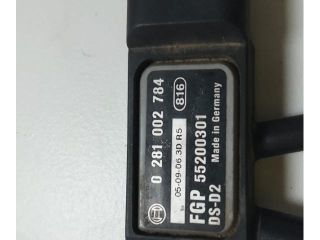 0 281 002 784
816
05-09-06 3D R5
FGP 55200301
DS-D2 Made in Germany